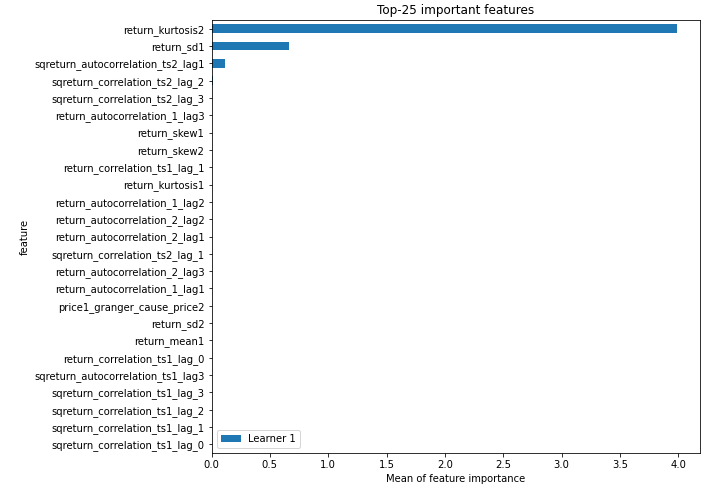 Top-25 important features
return_kurtosis2
return_sd1
sqreturn_autocorrelation_ts2_lag1
sqreturn_correlation_ts2_lag_2
sqreturn_correlation_ts2_lag_3
return_autocorrelation_1_lag3
return_skew1
return_skew2
return_correlation_ts1_lag_1
return_kurtosis1
return_autocorrelation_1_lag2
return_autocorrelation_2_lag2
return_autocorrelation_2_lag1
sqreturn_correlation_ts2_lag_1
return_autocorrelation_2_lag3
return_autocorrelation_1_lag1
price1_granger_cause_price2
return_sd2
return_mean1
return_correlation_ts1_lag_0
sqreturn_autocorrelation_ts1_lag3
sqreturn_correlation_ts1_lag_3
sqreturn_correlation_ts1_lag_2
sqreturn_correlation_ts1_lag_1
sqreturn_correlation_ts1_lag_0
feature
Learner 1
0.0 0.5 1.0 1.5 2.0 2.5 3.0 3.5 4.0
Mean of feature importance